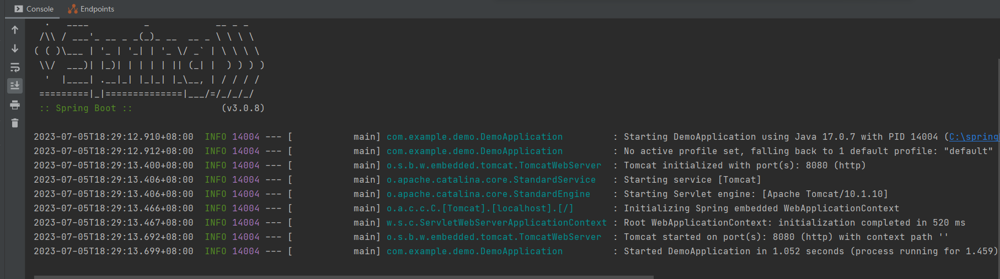 Console Endpoints
  .   ____          _            __ _ _
 /\\ / ___'_ __ _ _(_)_ __  __ _ \ \ \ \
( ( )\___ | '_ | '_| | '_ \/ _` | \ \ \ \
 \\/  ___)| |_)| | | | | || (_| |  ) ) ) )
  '  |____| .__|_| |_|_| |_\__, | / / / /
 =========|_|==============|___/=/_/_/_/
 :: Spring Boot ::                (v3.0.8)
2023-07-05T18:29:12.910+08:00  INFO 14004 --- [           main] com.example.demo.DemoApplication         : Starting DemoApplication using Java 17.0.7 with PID 14004 (C:\spring
2023-07-05T18:29:12.912+08:00  INFO 14004 --- [           main] com.example.demo.DemoApplication         : No active profile set, falling back to 1 default profile: "default"
2023-07-05T18:29:13.400+08:00  INFO 14004 --- [           main] o.s.b.w.embedded.tomcat.TomcatWebServer  : Tomcat initialized with port(s): 8080 (http)
2023-07-05T18:29:13.406+08:00  INFO 14004 --- [           main] o.apache.catalina.core.StandardService   : Starting service [Tomcat]
2023-07-05T18:29:13.406+08:00  INFO 14004 --- [           main] o.apache.catalina.core.StandardEngine    : Starting Servlet engine: [Apache Tomcat/10.1.10]
2023-07-05T18:29:13.466+08:00  INFO 14004 --- [           main] o.a.c.c.C.[Tomcat].[localhost].[/]       : Initializing Spring embedded WebApplicationContext
2023-07-05T18:29:13.467+08:00  INFO 14004 --- [           main] w.s.c.ServletWebServerApplicationContext : Root WebApplicationContext: initialization completed in 520 ms
2023-07-05T18:29:13.692+08:00  INFO 14004 --- [           main] o.s.b.w.embedded.tomcat.TomcatWebServer  : Tomcat started on port(s): 8080 (http) with context path ''
2023-07-05T18:29:13.699+08:00  INFO 14004 --- [           main] com.example.demo.DemoApplication         : Started DemoApplication in 1.052 seconds (process running for 1.459)